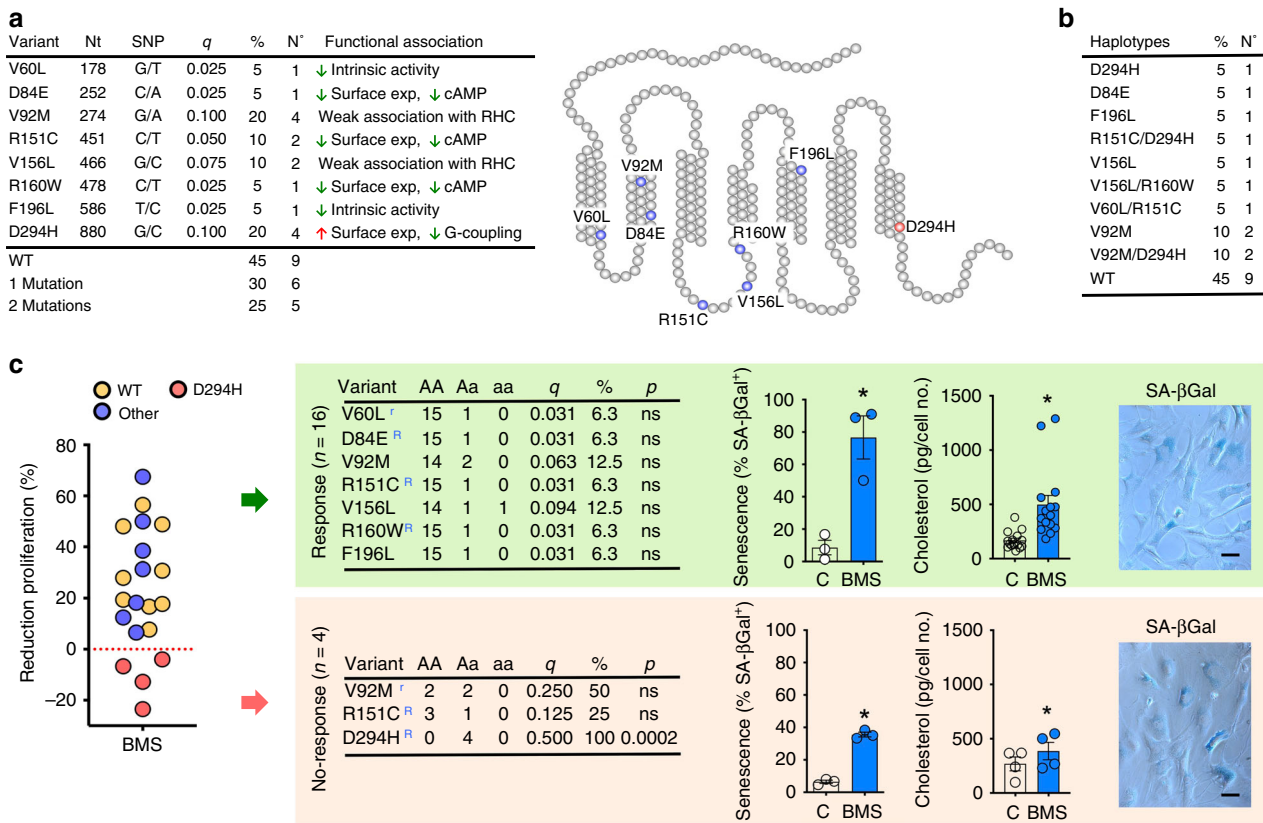 a
Variant Nt SNP q % N° Functional association
V60L 178 G/T 0.025 5 1 ↓ Intrinsic activity
D84E 252 C/A 0.025 5 1 ↓ Surface exp, ↓ cAMP
V92M 274 G/A 0.100 20 4 Weak association with RHC
R151C 451 C/T 0.050 10 2 ↓ Surface exp, ↓ cAMP
V156L 466 G/C 0.075 10 2 Weak association with RHC
R160W 478 C/T 0.025 5 1 ↓ Surface exp, ↓ cAMP
F196L 586 T/C 0.025 5 1 ↓ Intrinsic activity
D294H 880 G/C 0.100 20 4 ↑ Surface exp, ↓ G-coupling
WT 45 9
1 Mutation 30 6
2 Mutations 25 5
V92M
F196L
V60L
D84E
R160W
D294H
V156L
R151C
b
Haplotypes % N°
D294H 5 1
D84E 5 1
F196L 5 1
R151C/D294H 5 1
V156L 5 1
V156L/R160W 5 1
V60L/R151C 5 1
V92M 10 2
V92M/D294H 10 2
WT 45 9
c
WT D294H
Other
Reduction proliferation (%)
80
60
40
20
0
−20
BMS
Response (n = 16)
Variant AA Aa aa q % p
V60L r 15 1 0 0.031 6.3 ns
D84E R 15 1 0 0.031 6.3 ns
V92M 14 2 0 0.063 12.5 ns
R151C R 15 1 0 0.031 6.3 ns
V156L 14 1 1 0.094 12.5 ns
R160W R 15 1 0 0.031 6.3 ns
F196L 15 1 0 0.031 6.3 ns
Senescence (% SA-βGal+)
100
80
60
40
20
0
*
C BMS
Cholesterol (pg/cell no.)
1500
1000
500
0
*
C BMS
SA-βGal
No-response (n = 4)
Variant AA Aa aa q % p
V92M r 2 2 0 0.250 50 ns
R151C R 3 1 0 0.125 25 ns
D294H R 0 4 0 0.500 100 0.0002
Senescence (% SA-βGal+)
100
80
60
40
20
0
*
C BMS
Cholesterol (pg/cell no.)
1500
1000
500
0
*
C BMS
SA-βGal